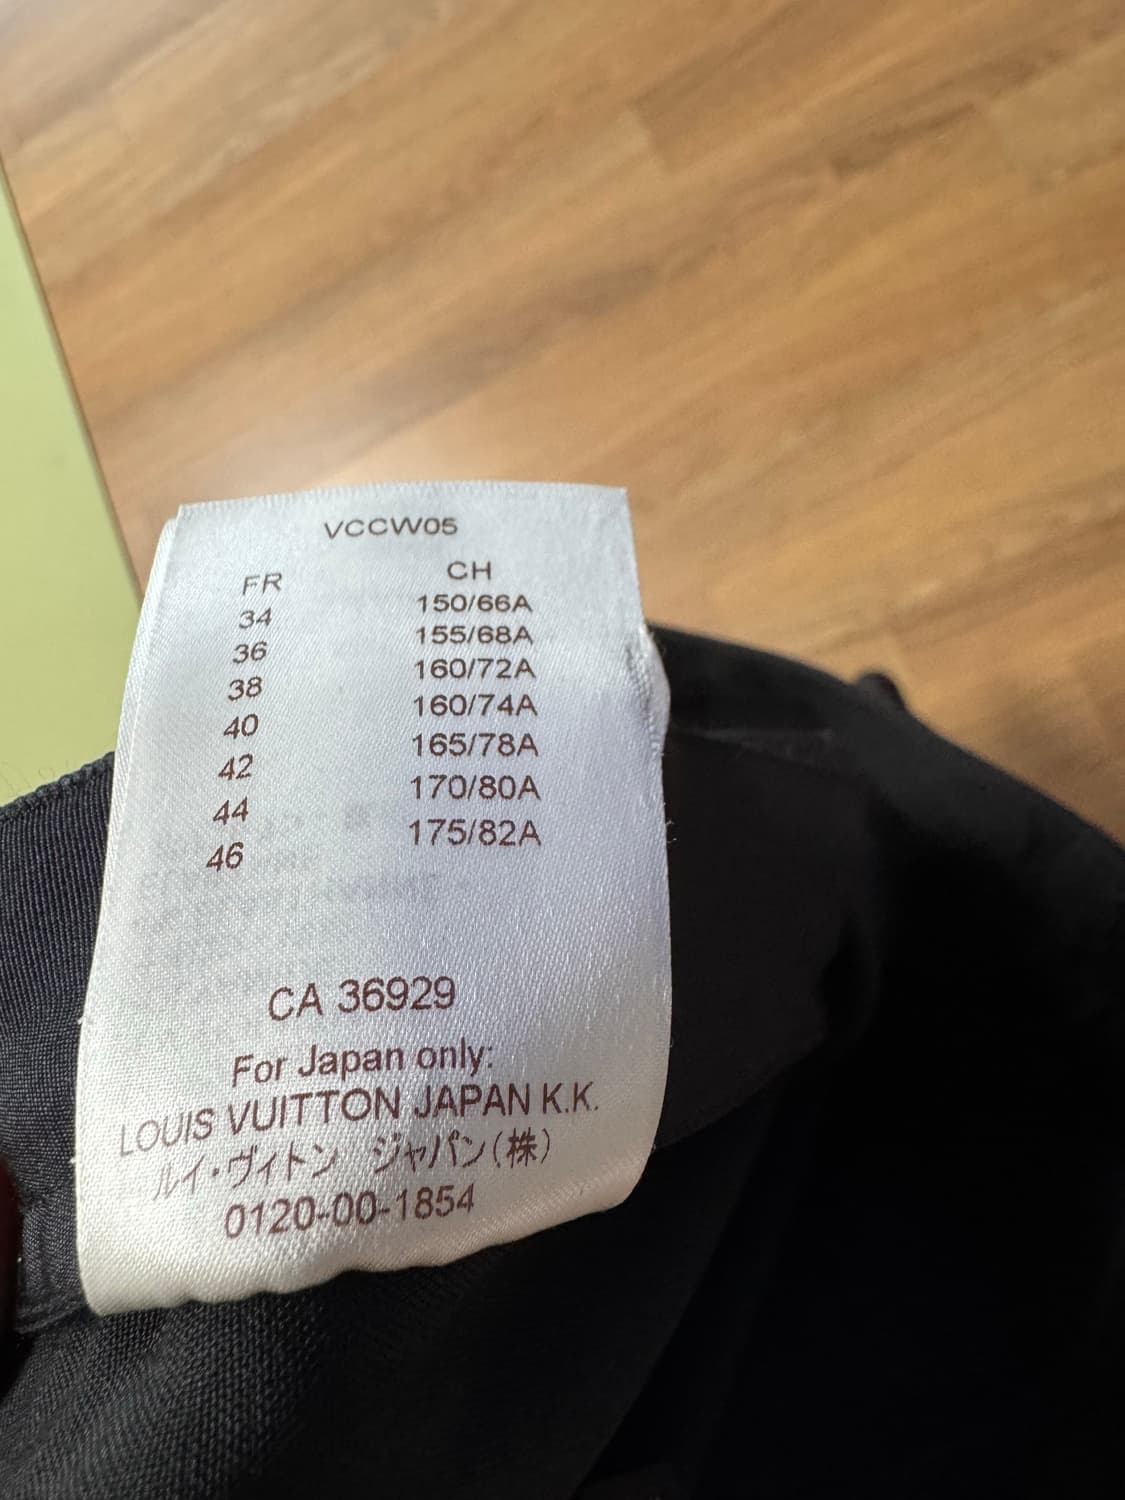 VCCW05
FR CH
34 150/66A
36 155/68A
38 160/72A
40 160/74A
42 165/78A
44 170/80A
46 175/82A
CA 36929
For Japan only:
LOUIS VUITTON JAPAN K.K.
ルイ・ヴィトン ジャパン(株)
0120-00-1854